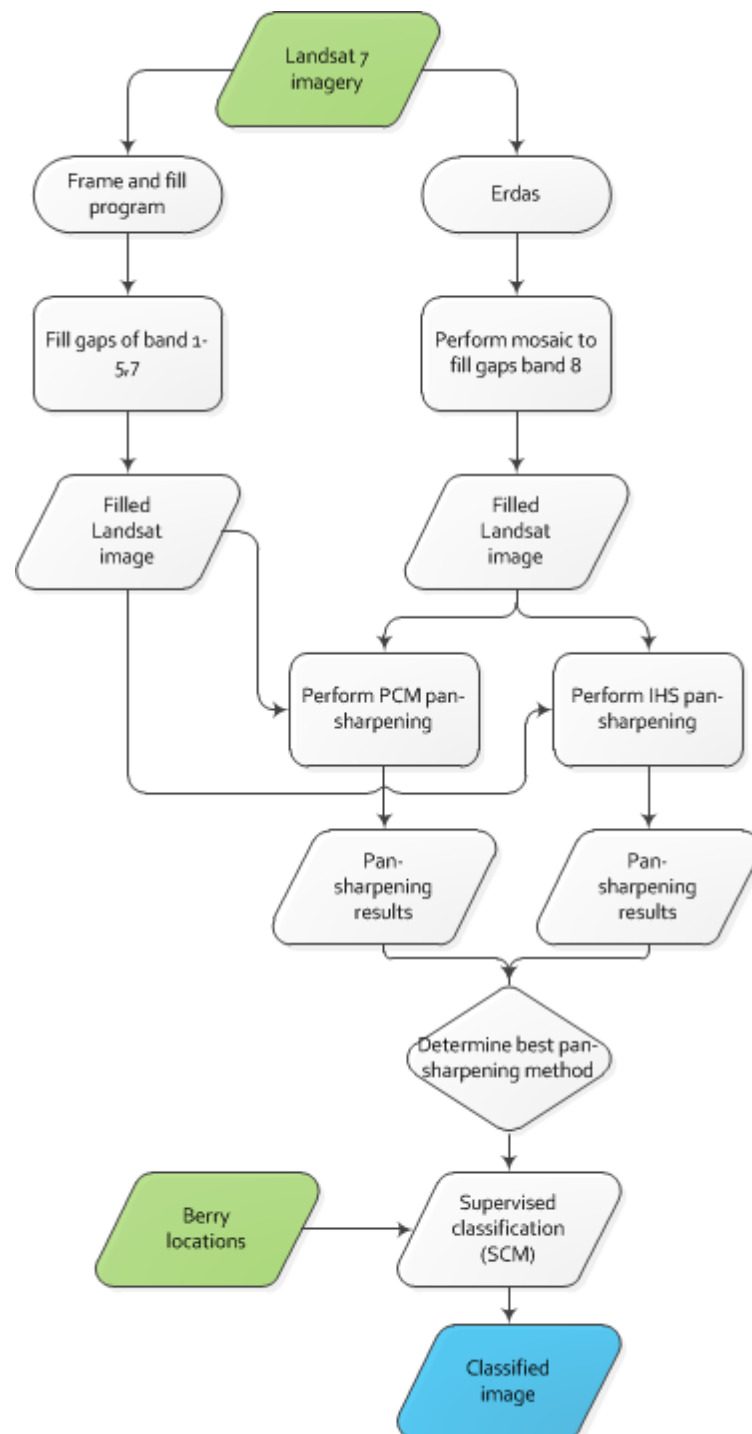 Landsat 7
imagery
Frame and fill
program
Erdas
Fill gaps of band 1-
5,7
Perform mosaic to
fill gaps band 8
Filled
Landsat
image
Filled
Landsat
image
Perform PCM pan-
sharpening
Perform IHS pan-
sharpening
Pan-
sharpening
results
Pan-
sharpening
results
Determine best pan-
sharpening method
Berry
locations
Supervised
classification
(SCM)
Classified
image